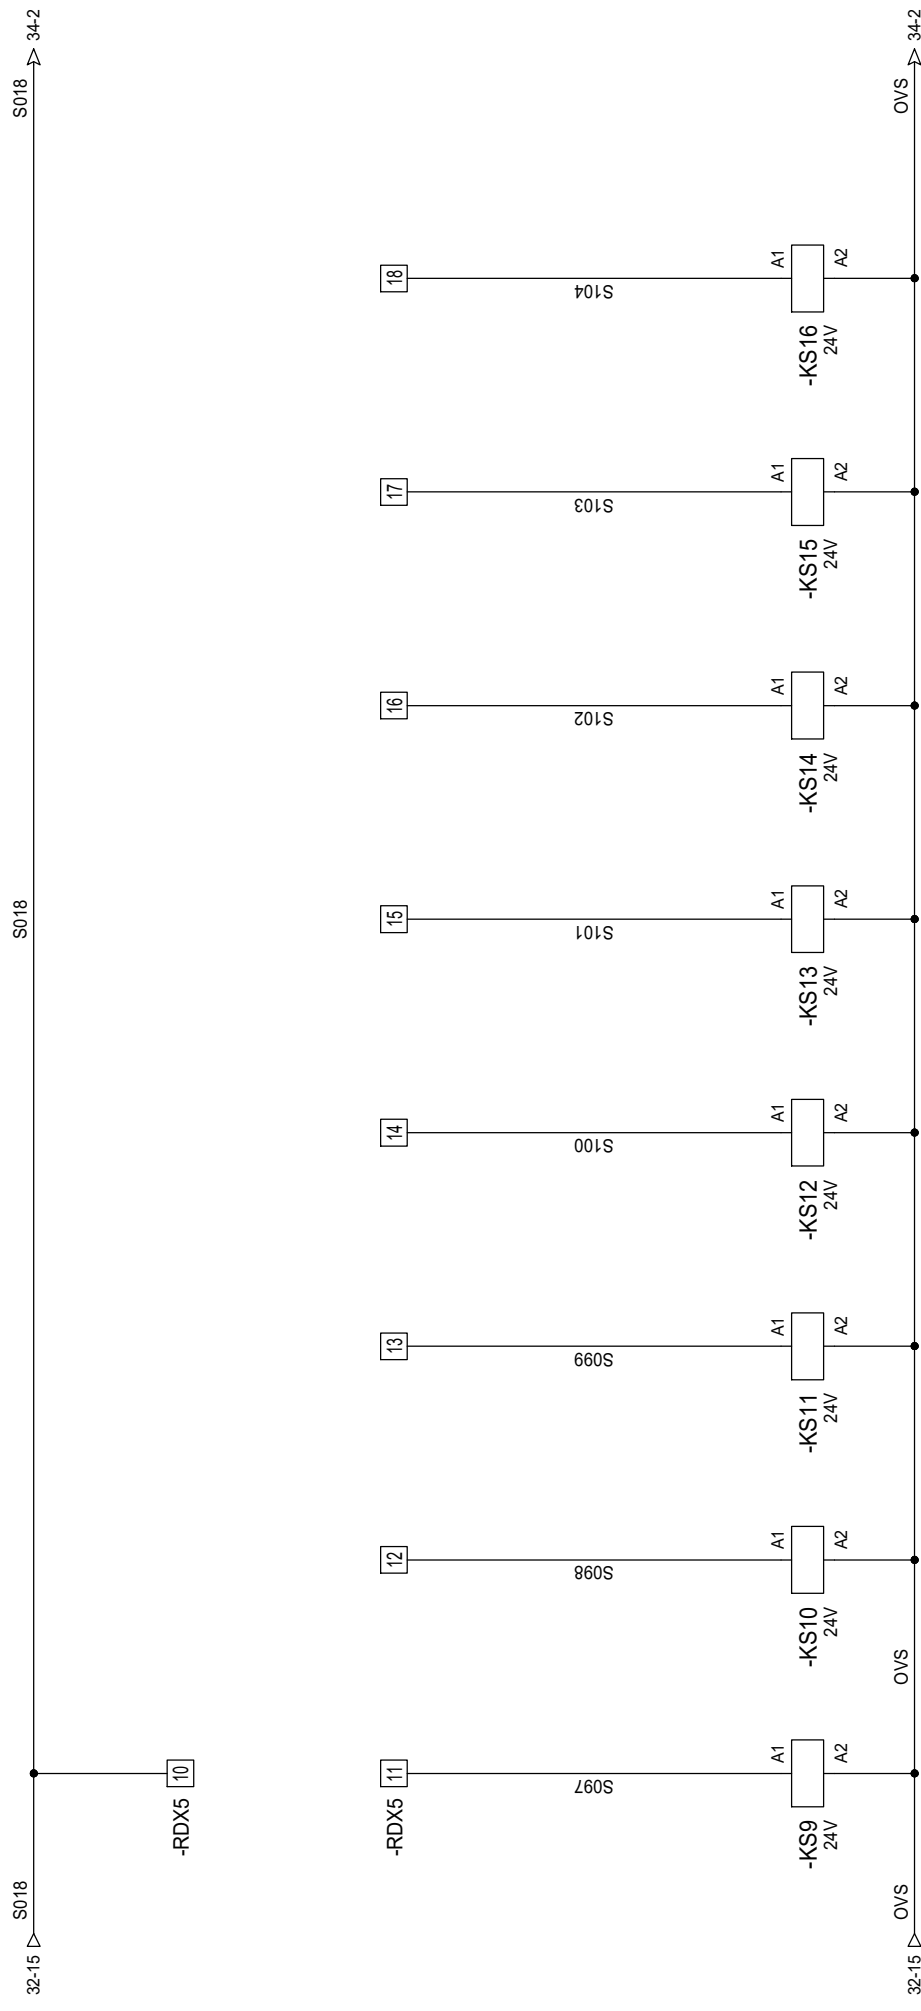 32-15 S018 S018 S018 34-2
-RDX5 10
-RDX5 11 12 13 14 15 16 17 18
S097 S098 S099 S100 S101 S102 S103 S104
A1 A1 A1 A1 A1 A1 A1 A1
-KS9 -KS10 -KS11 -KS12 -KS13 -KS14 -KS15 -KS16
24V 24V 24V 24V 24V 24V 24V 24V
A2 A2 A2 A2 A2 A2 A2 A2
32-15 OVS OVS OVS 34-2